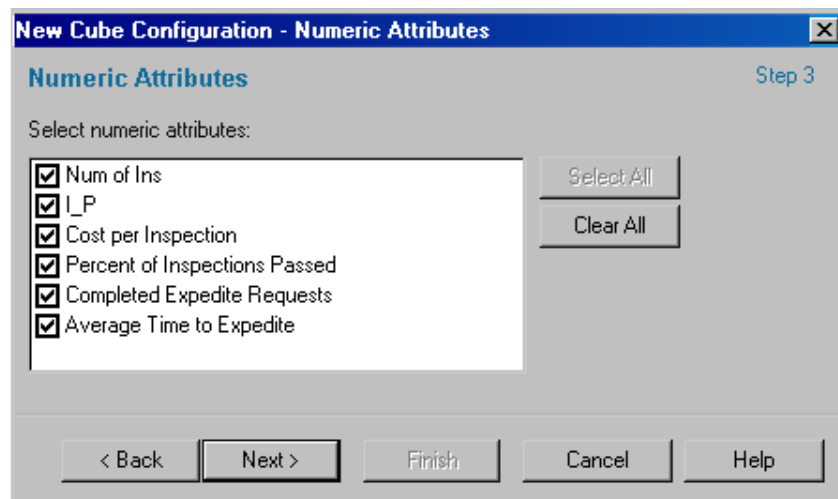 New Cube Configuration - Numeric Attributes
Numeric Attributes
Step 3
Select numeric attributes:
Num of Ins
I_P
Cost per Inspection
Percent of Inspections Passed
Completed Expedite Requests
Average Time to Expedite
Select All
Clear All
< Back
Next >
Finish
Cancel
Help